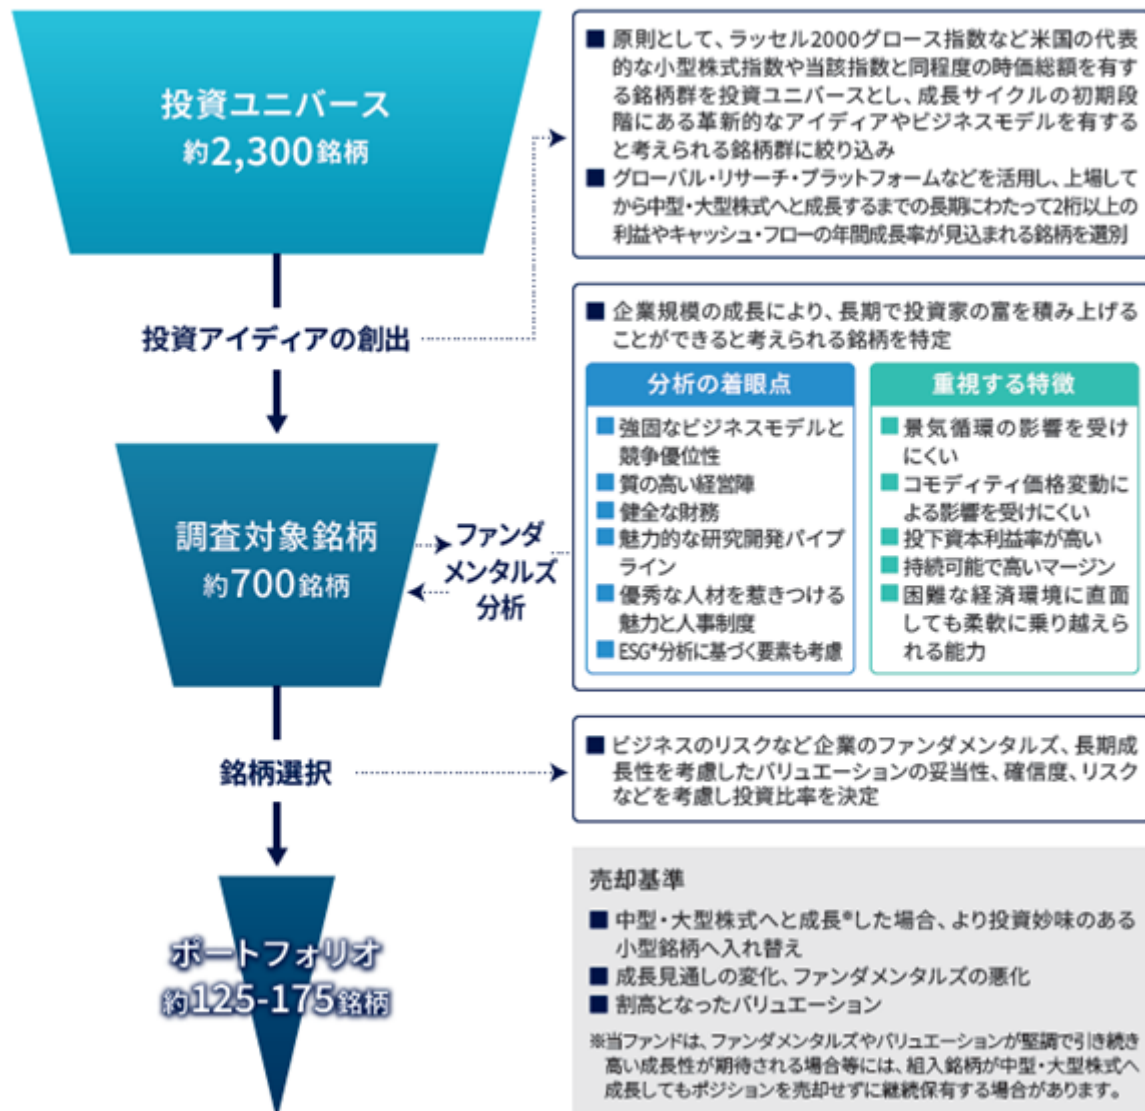 投資ユニバース
約2,300銘柄
■ 原則として、ラッセル2000グロース指数など米国の代表
的な小型株式指数や当該指数と同程度の時価総額を有す
る銘柄群を投資ユニバースとし、成長サイクルの初期段
階にある革新的なアイディアやビジネスモデルを有する
と考えられる銘柄群に絞り込み
■ グローバル・リサーチ・プラットフォームなどを活用し、上場して
から中型・大型株式へと成長するまでの長期にわたって2桁以上の
利益やキャッシュ・フローの年間成長率が見込まれる銘柄を選別
投資アイディアの創出
■ 企業規模の成長により、長期で投資家の富を積み上げる
ことができると考えられる銘柄を特定
分析の着眼点
■ 強固なビジネスモデルと
競争優位性
■ 質の高い経営陣
■ 健全な財務
■ 魅力的な研究開発パイプ
ライン
■ 優秀な人材を惹きつける
魅力と人事制度
■ ESG*分析に基づく要素も考慮
重視する特徴
■ 景気循環の影響を受け
にくい
■ コモディティ価格変動に
よる影響を受けにくい
■ 投下資本利益率が高い
■ 持続可能で高いマージン
■ 困難な経済環境に直面
しても柔軟に乗り越えら
れる能力
調査対象銘柄
約700銘柄
ファンダ
メンタルズ
分析
銘柄選択
■ ビジネスのリスクなど企業のファンダメンタルズ、長期成
長性を考慮したバリュエーションの妥当性、確信度、リスク
などを考慮し投資比率を決定
ポートフォリオ
約125-175銘柄
売却基準
■ 中型・大型株式へと成長※した場合、より投資妙味のある
小型銘柄へ入れ替え
■ 成長見通しの変化、ファンダメンタルズの悪化
■ 割高となったバリュエーション
※当ファンドは、ファンダメンタルズやバリュエーションが堅調で引き続き
高い成長性が期待される場合等には、組入銘柄が中型・大型株式へ
成長してもポジションを売却せずに継続保有する場合があります。